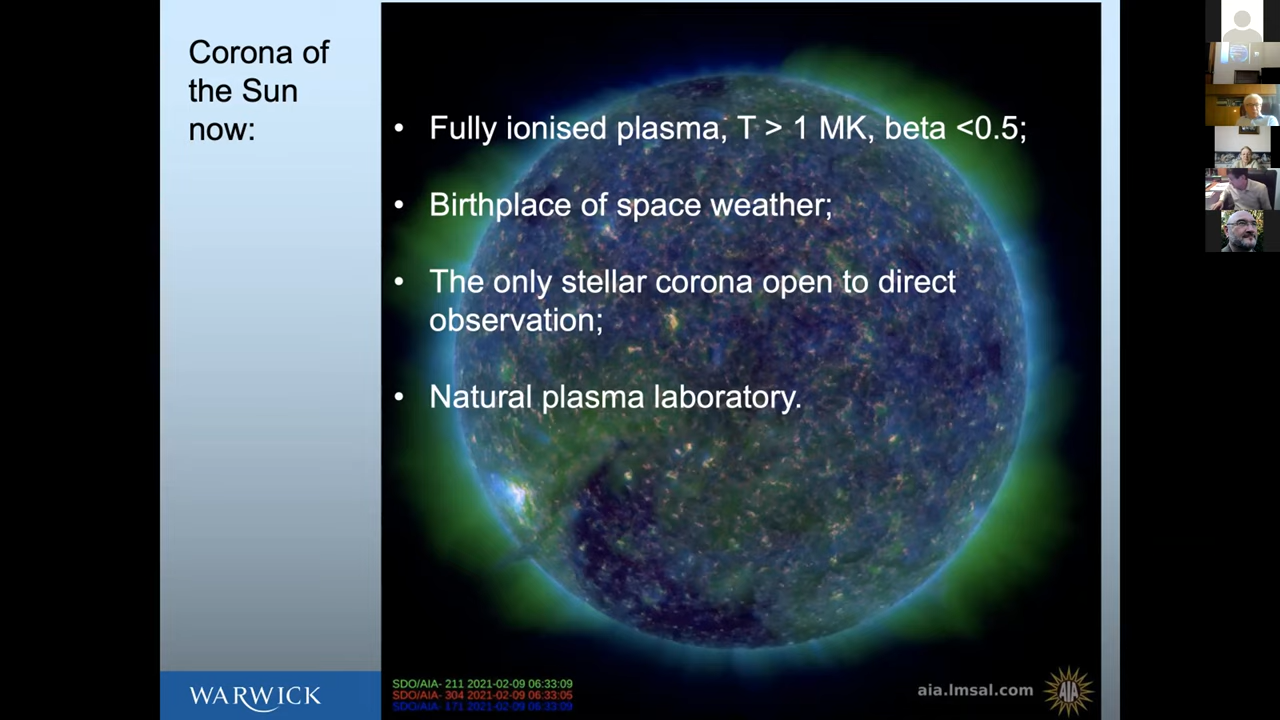 Corona of
the Sun
now:
• Fully ionised plasma, T > 1 MK, beta <0.5;
• Birthplace of space weather;
• The only stellar corona open to direct
observation;
• Natural plasma laboratory.
WARWICK
SDO/AIA- 211 2021-02-09 06:33:09
SDO/AIA- 304 2021-02-09 06:33:05
SDO/AIA- 171 2021-02-09 06:33:09
aia.lmsal.com
AIA